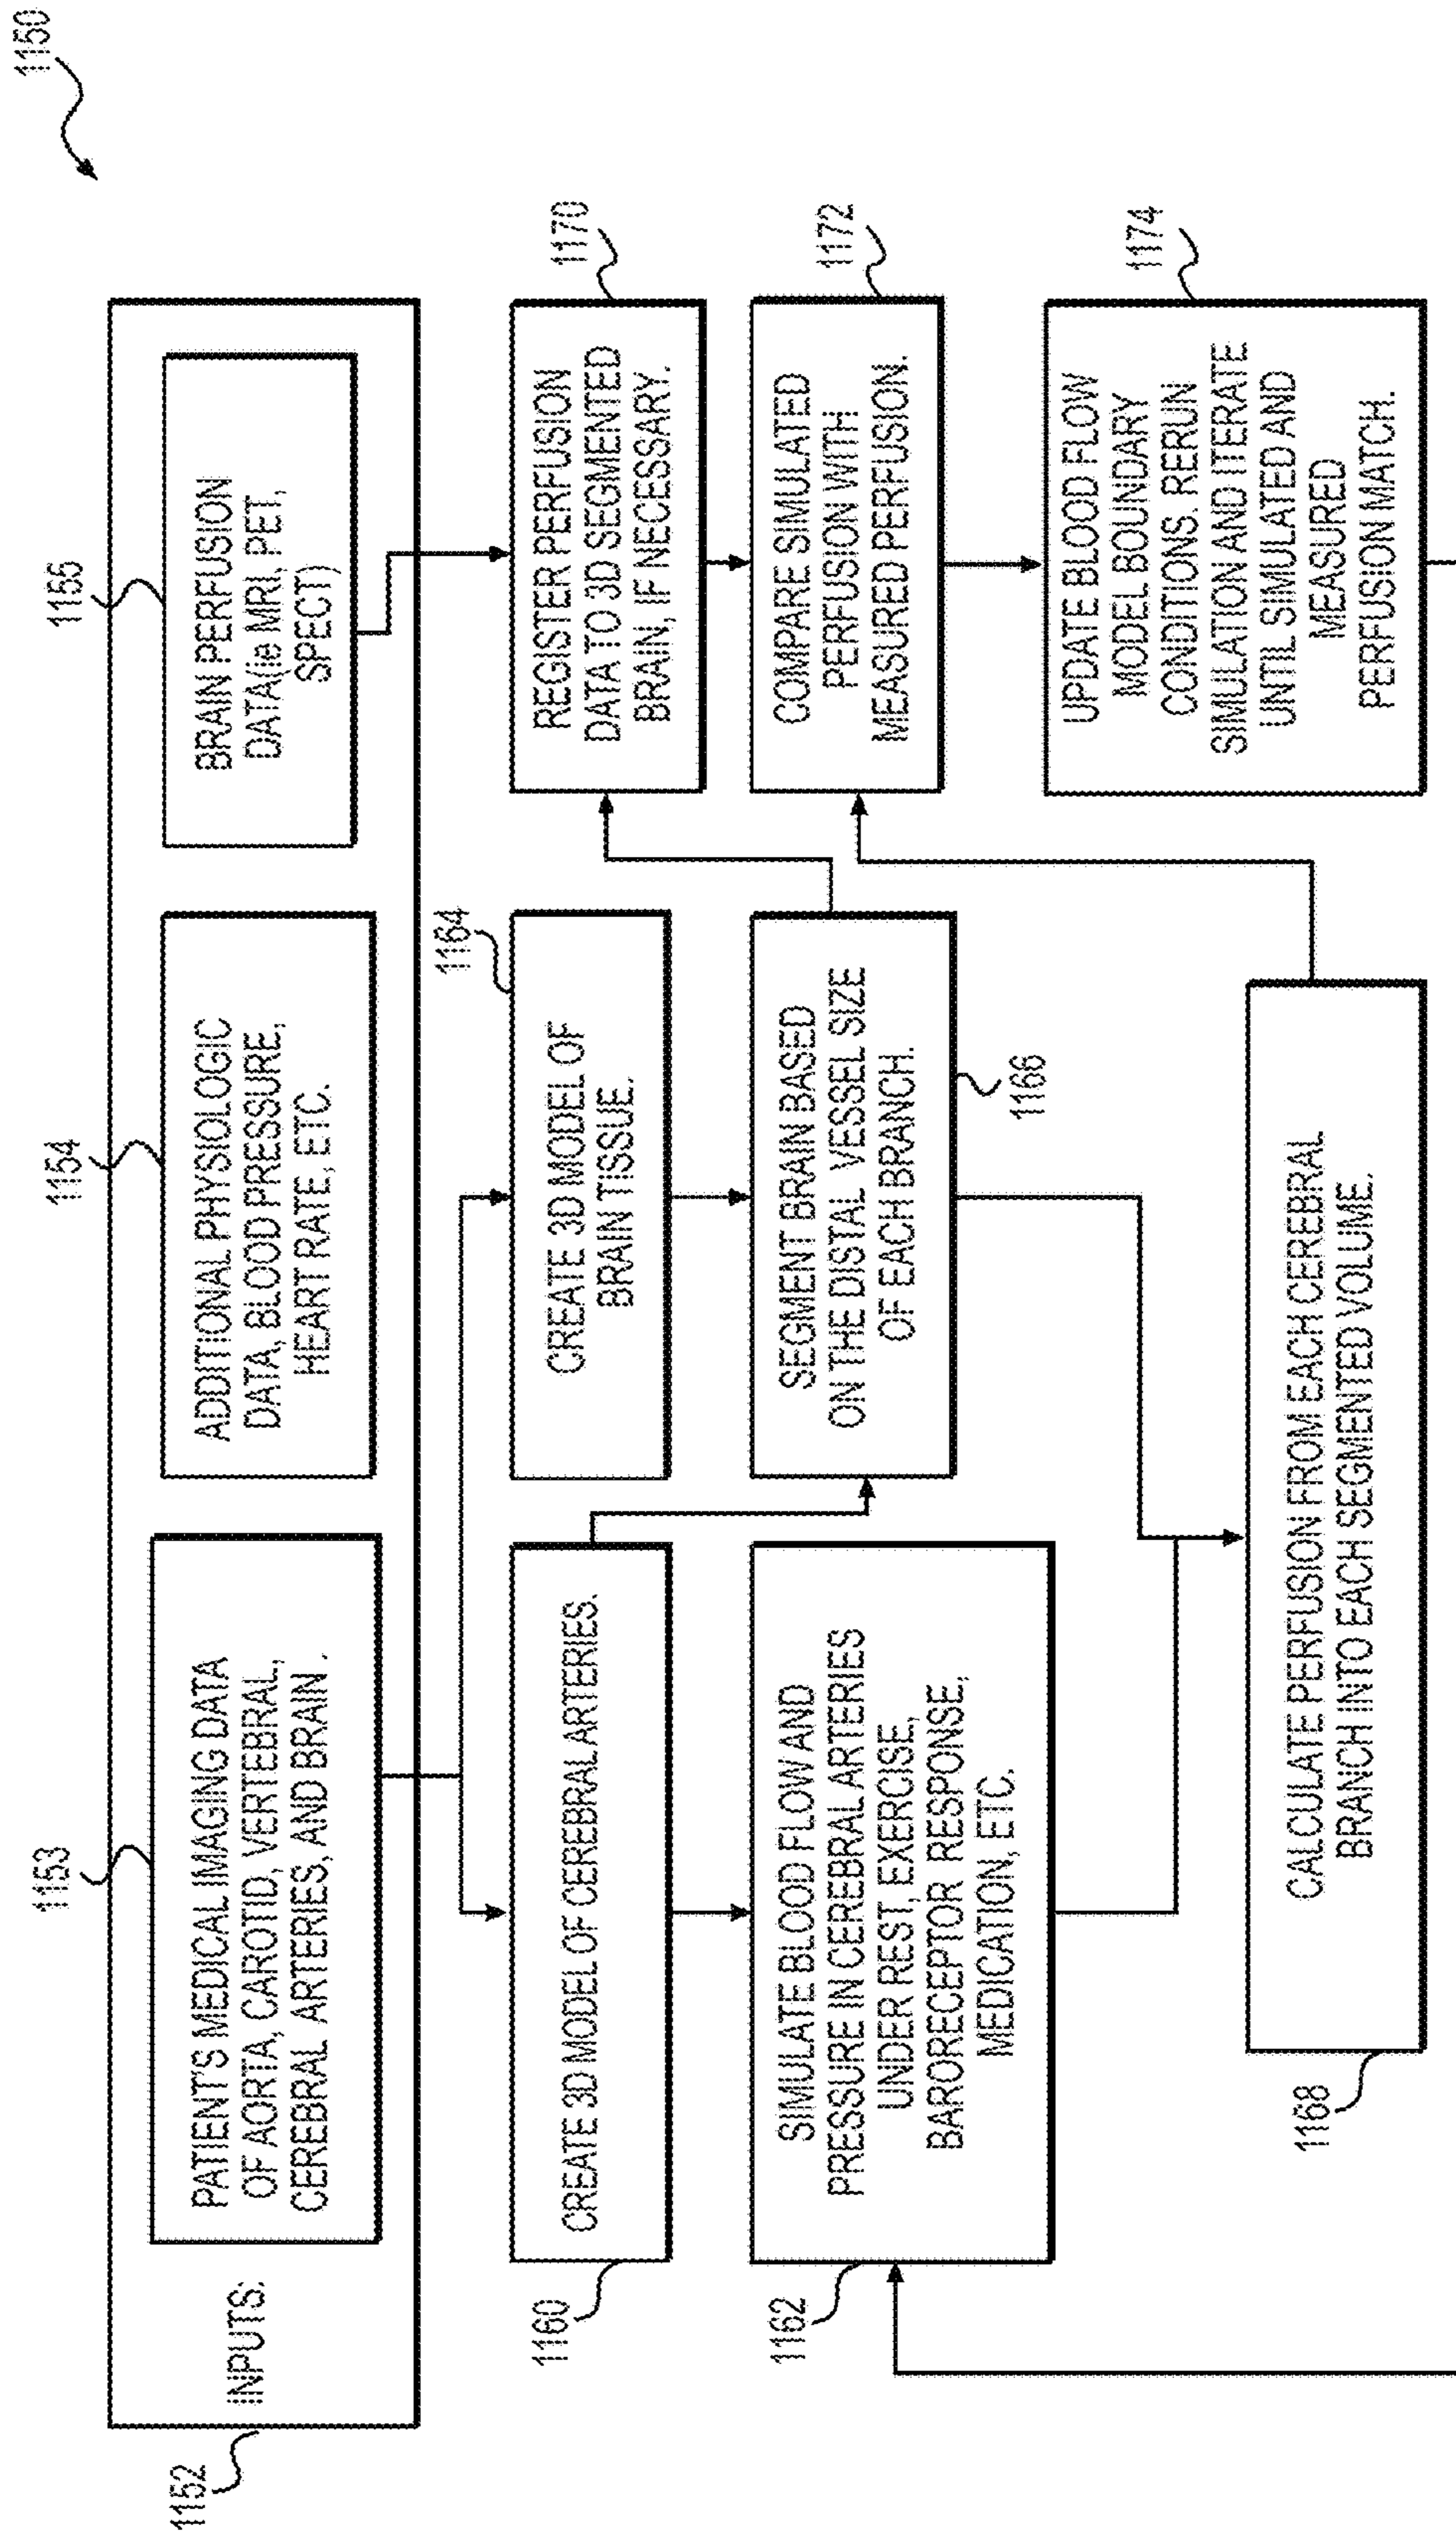 1150
1152
INPUTS:
1153
PATIENT'S MEDICAL IMAGING DATA
OF AORTA, CAROTID, VERTEBRAL,
CEREBRAL ARTERIES, AND BRAIN.
1154
ADDITIONAL PHYSIOLOGIC
DATA, BLOOD PRESSURE,
HEART RATE, ETC.
1155
BRAIN PERFUSION
DATA(ie MRI, PET,
SPECT)
1160
CREATE 3D MODEL OF CEREBRAL ARTERIES.
1164
CREATE 3D MODEL OF
BRAIN TISSUE.
1170
REGISTER PERFUSION
DATA TO 3D SEGMENTED
BRAIN, IF NECESSARY.
1162
SIMULATE BLOOD FLOW AND
PRESSURE IN CEREBRAL ARTERIES
UNDER REST, EXERCISE,
BARORECEPTOR RESPONSE,
MEDICATION, ETC.
SEGMENT BRAIN BASED
ON THE DISTAL VESSEL SIZE
OF EACH BRANCH.
1166
1172
COMPARE SIMULATED
PERFUSION WITH
MEASURED PERFUSION.
1168
CALCULATE PERFUSION FROM EACH CEREBRAL
BRANCH INTO EACH SEGMENTED VOLUME.
1174
UPDATE BLOOD FLOW
MODEL BOUNDARY
CONDITIONS. RERUN
SIMULATION AND ITERATE
UNTIL SIMULATED AND
MEASURED
PERFUSION MATCH.